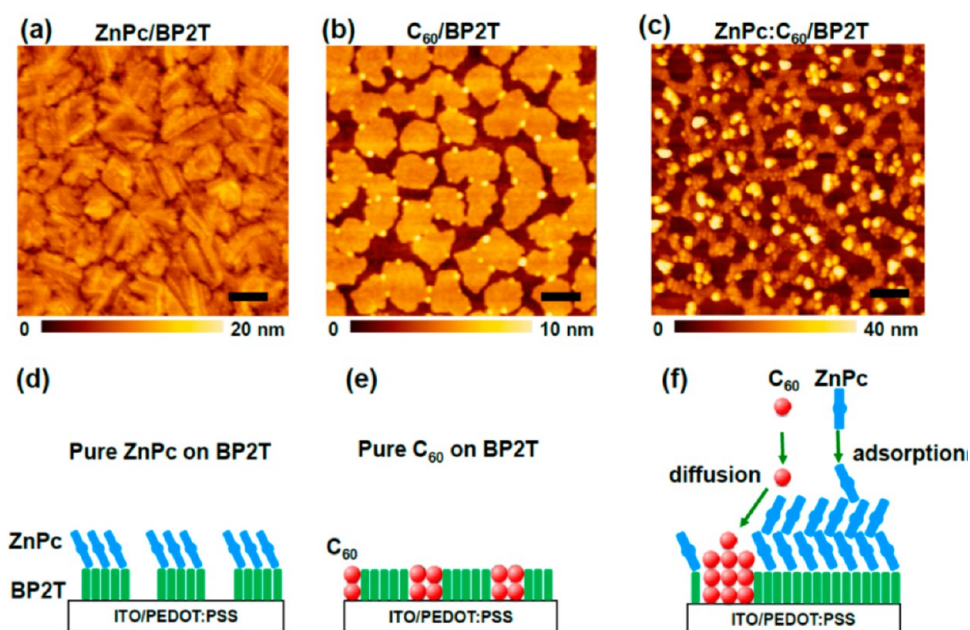 (a) ZnPc/BP2T
(b) C₆₀/BP2T
(c) ZnPc:C₆₀/BP2T
0 20 nm
0 10 nm
0 40 nm
(d)
Pure ZnPc on BP2T
ZnPc
BP2T
ITO/PEDOT:PSS
(e)
Pure C₆₀ on BP2T
C₆₀
ITO/PEDOT:PSS
(f)
C₆₀ ZnPc
diffusion
adsorption
ITO/PEDOT:PSS